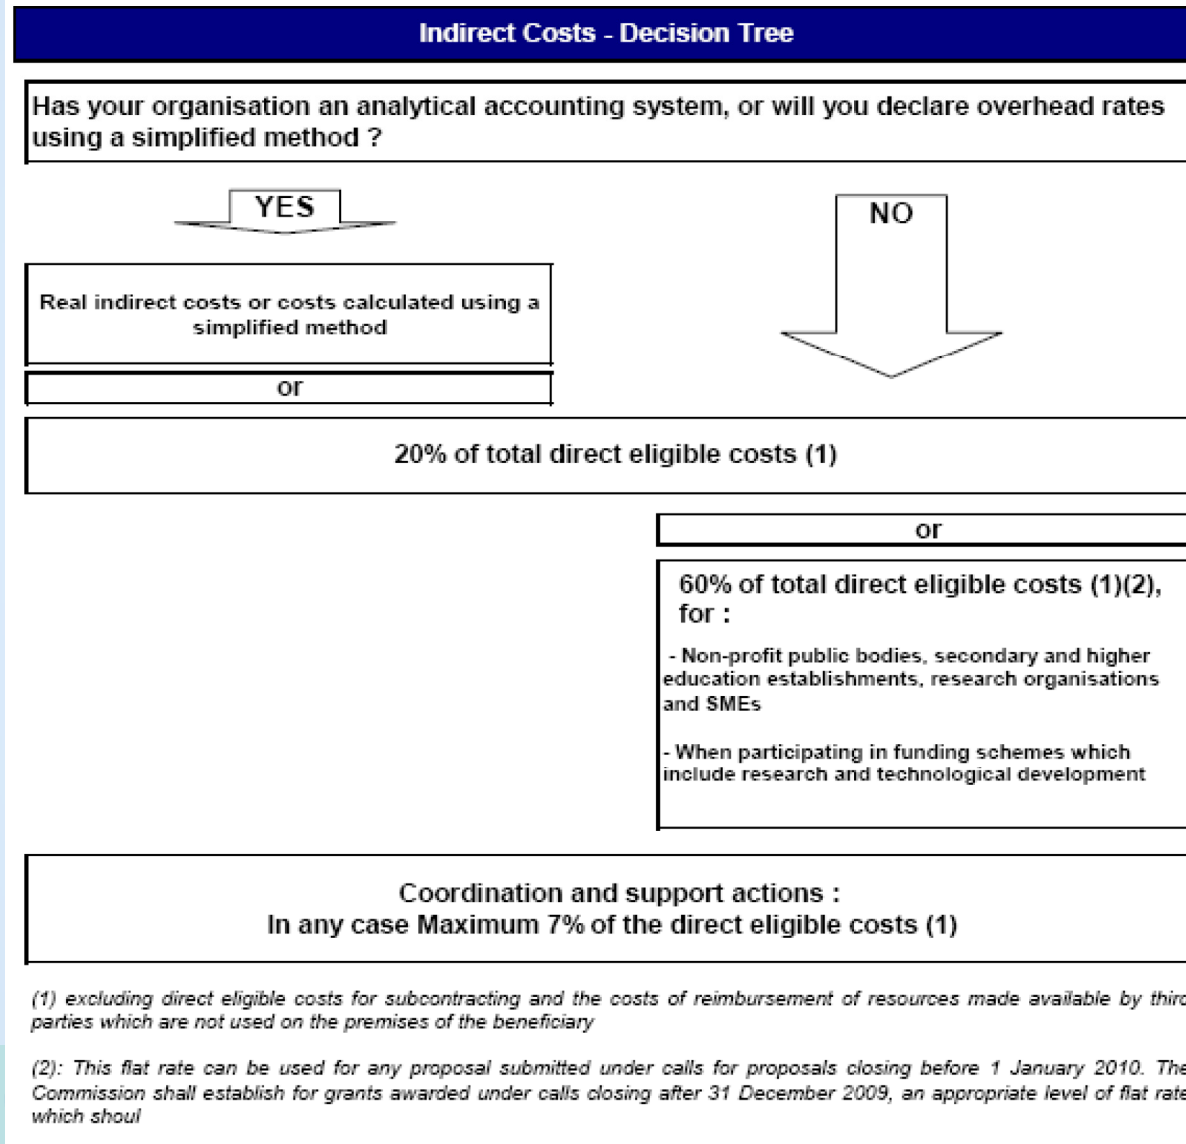 Indirect Costs - Decision Tree
Has your organisation an analytical accounting system, or will you declare overhead rates
using a simplified method ?
YES
NO
Real indirect costs or costs calculated using a
simplified method
or
20% of total direct eligible costs (1)
or
60% of total direct eligible costs (1)(2),
for :
- Non-profit public bodies, secondary and higher
education establishments, research organisations
and SMEs
- When participating in funding schemes which
include research and technological development
Coordination and support actions :
In any case Maximum 7% of the direct eligible costs (1)
(1) excluding direct eligible costs for subcontracting and the costs of reimbursement of resources made available by third
parties which are not used on the premises of the beneficiary
(2): This flat rate can be used for any proposal submitted under calls for proposals closing before 1 January 2010. The
Commission shall establish for grants awarded under calls closing after 31 December 2009, an appropriate level of flat rate
which shoul